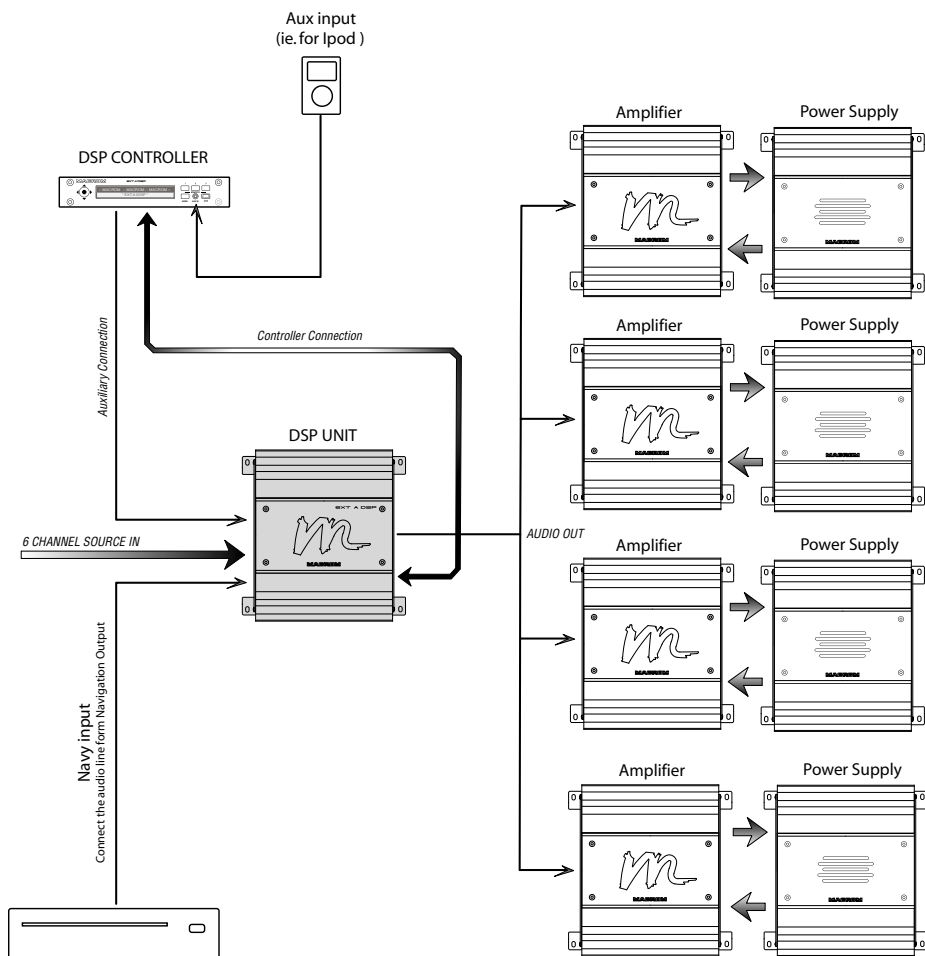 Aux input
(ie. for Ipod )
Amplifier
Power Supply
DSP CONTROLLER
Amplifier
Power Supply
Controller Connection
Auxiliary Connection
DSP UNIT
EXT A DSP
6 CHANNEL SOURCE IN
AUDIO OUT
Amplifier
Power Supply
Navy input
Connect the audio line form Navigation Output
Amplifier
Power Supply